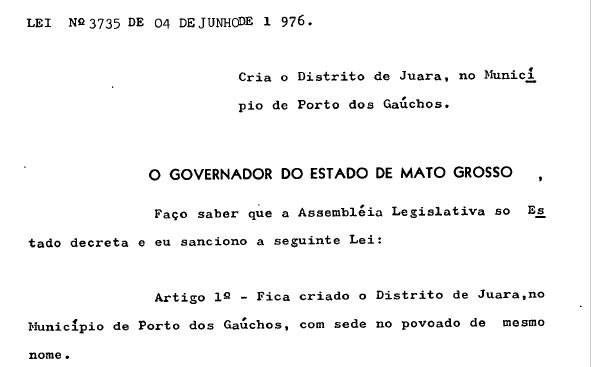 LEI Nº 3735 DE 04 DE JUNHO DE 1 976.
Cria o Distrito de Juara, no Municí
pio de Porto dos Gaúchos.
O GOVERNADOR DO ESTADO DE MATO GROSSO ,
Faço saber que a Assembléia Legislativa so Es
tado decreta e eu sanciono a seguinte Lei:
Artigo 1º - Fica criado o Distrito de Juara,no
Município de Porto dos Gaúchos, com sede no povoado de mesmo
nome.